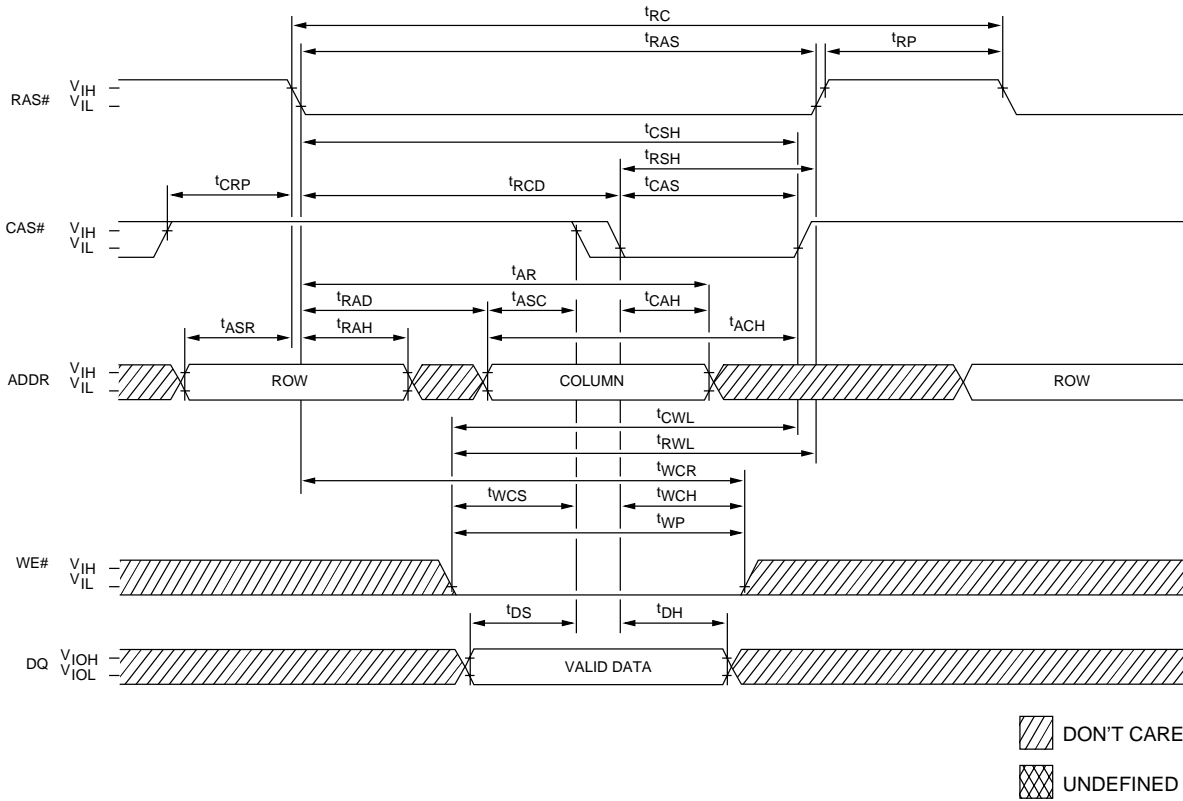 tRC
tRAS
tRP
RAS#
VIH
VIL
tCSH
tRSH
tCRP
tRCD
tCAS
CAS#
VIH
VIL
tAR
tRAD
tASC
tCAH
tASR
tRAH
tACH
ADDR
VIH
VIL
ROW
COLUMN
ROW
tCWL
tRWL
tWCR
tWCS
tWCH
tWP
WE#
VIH
VIL
tDS
tDH
DQ
VIOH
VIOL
VALID DATA
DON'T CARE
UNDEFINED